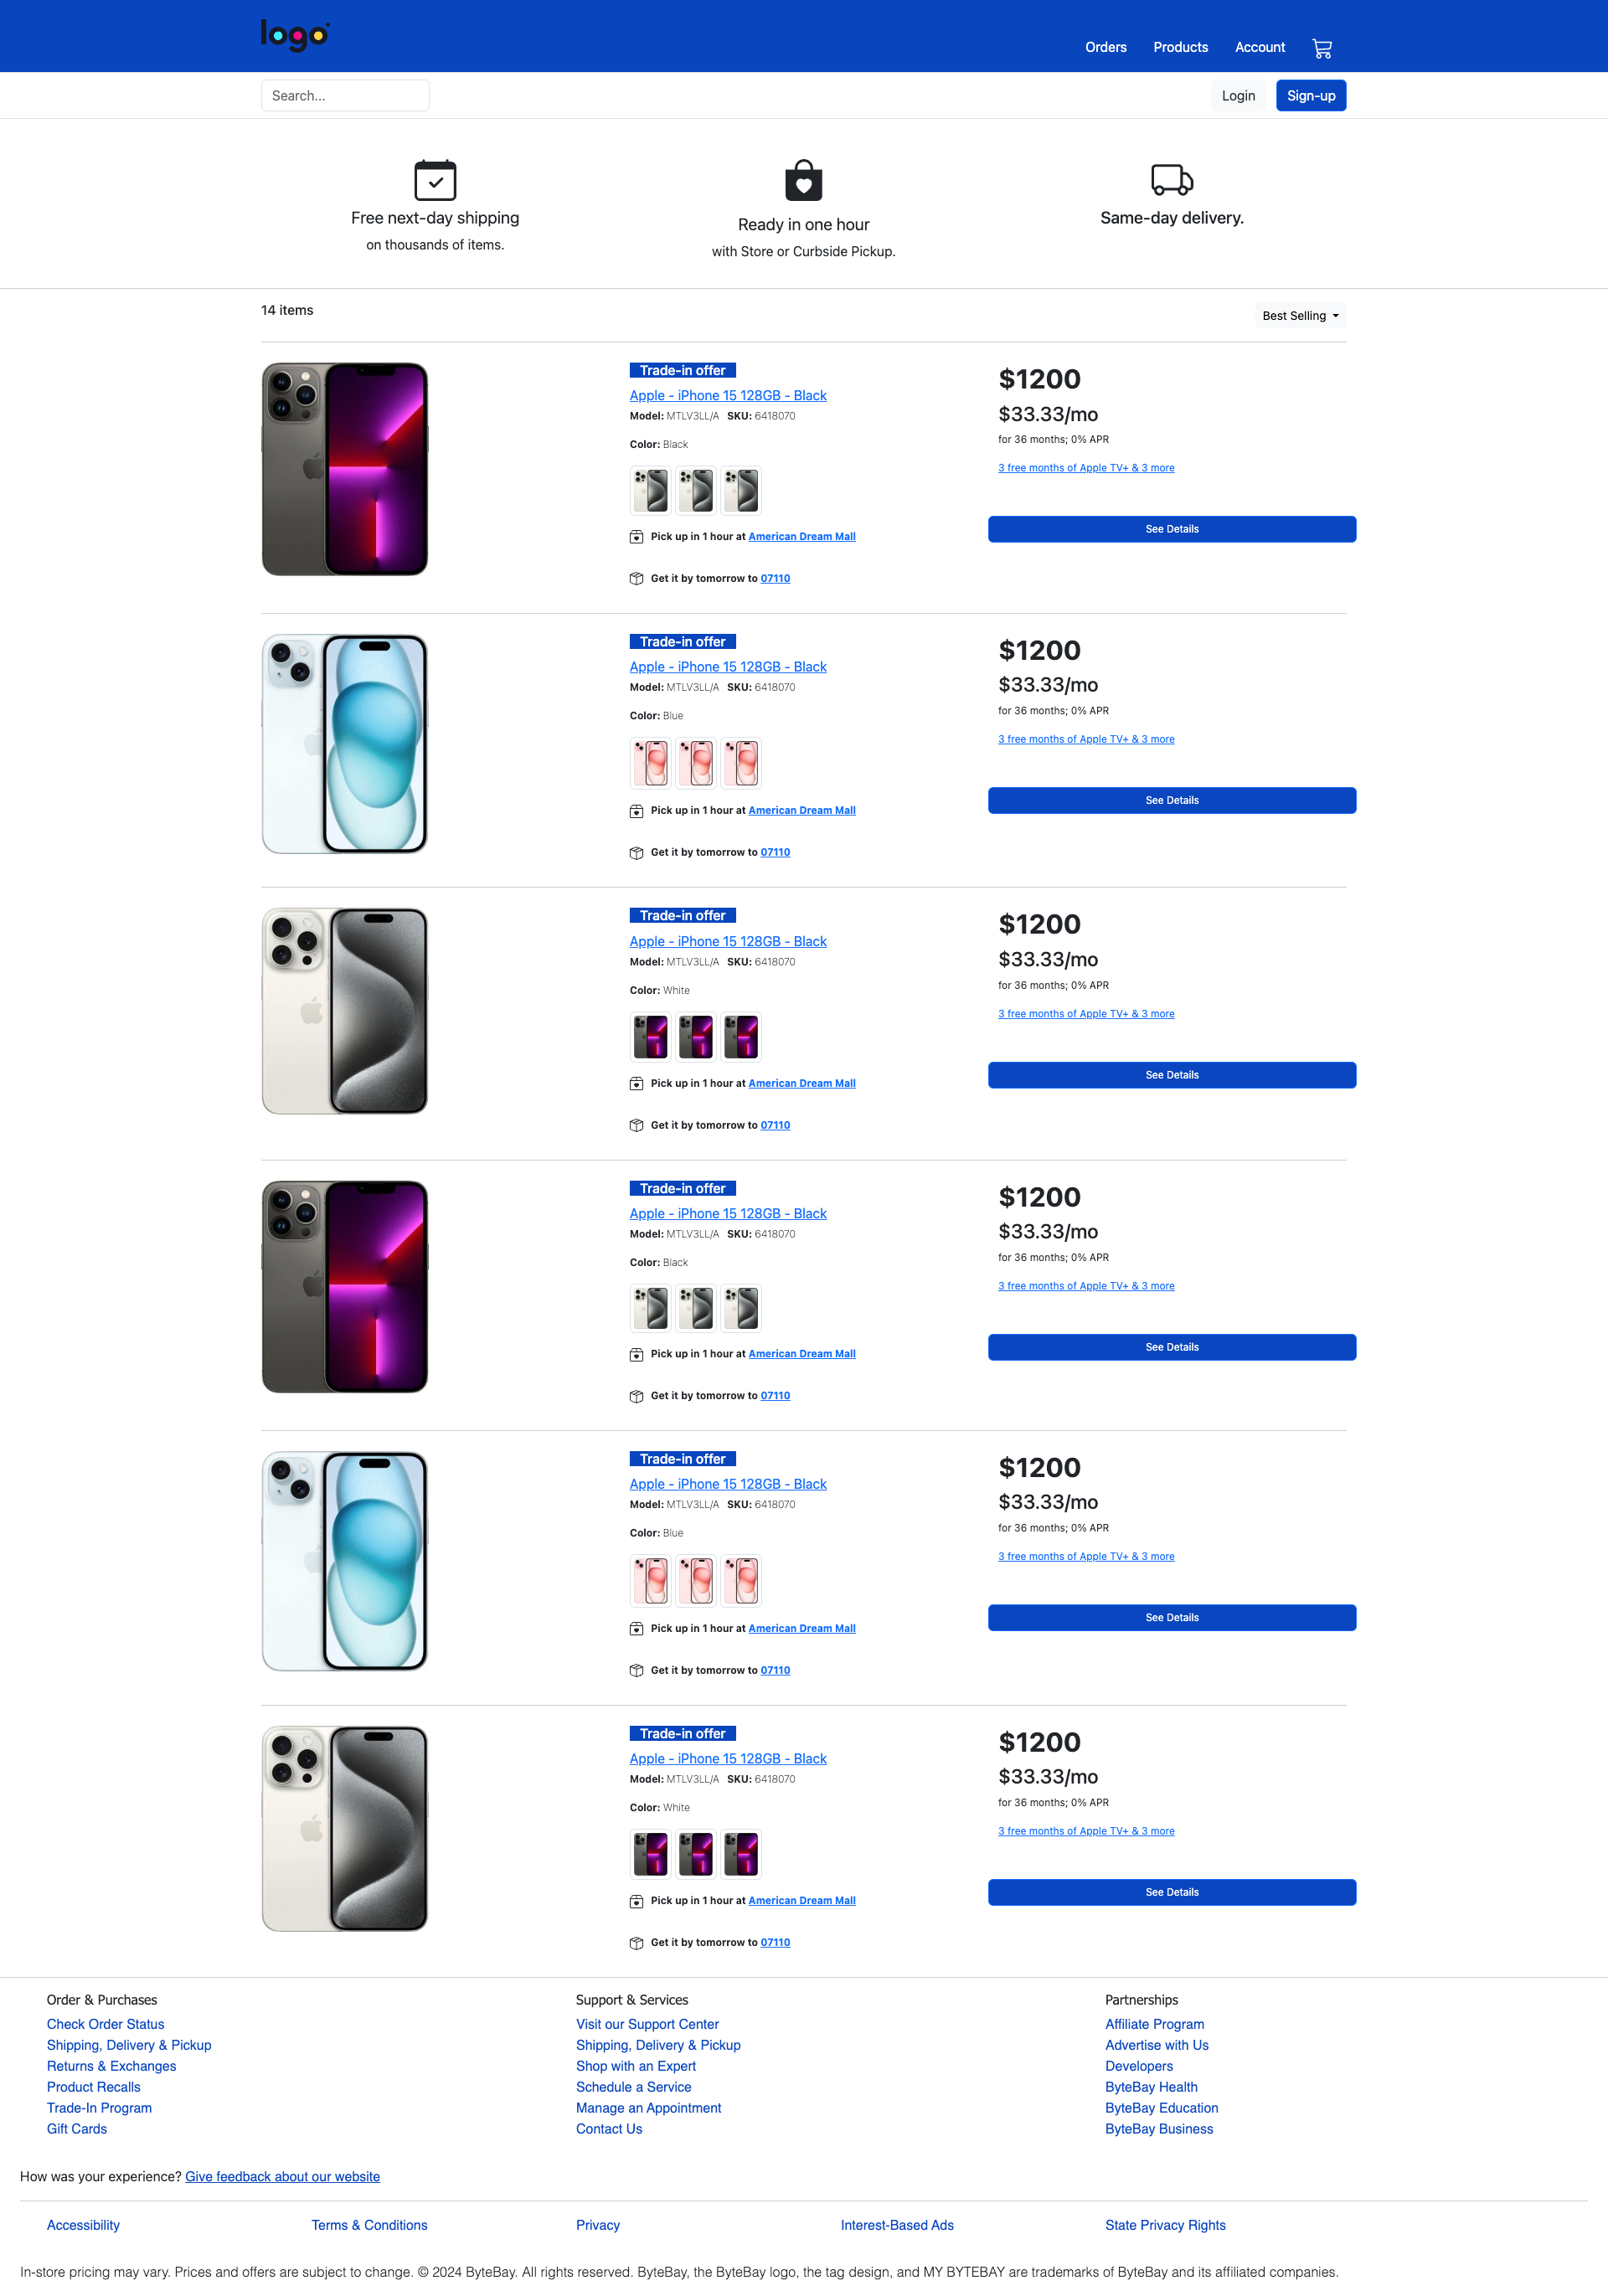 logo
Orders Products Account
Search...
Login Sign-up
Free next-day shipping
on thousands of items.
Ready in one hour
with Store or Curbside Pickup.
Same-day delivery.
14 items
Best Selling
Trade-in offer
Apple - iPhone 15 128GB - Black
Model: MTLV3LL/A SKU: 6418070
Color: Black
Pick up in 1 hour at American Dream Mall
Get it by tomorrow to 07110
$1200
$33.33/mo
for 36 months; 0% APR
3 free months of Apple TV+ & 3 more
See Details
Trade-in offer
Apple - iPhone 15 128GB - Black
Model: MTLV3LL/A SKU: 6418070
Color: Blue
Pick up in 1 hour at American Dream Mall
Get it by tomorrow to 07110
$1200
$33.33/mo
for 36 months; 0% APR
3 free months of Apple TV+ & 3 more
See Details
Trade-in offer
Apple - iPhone 15 128GB - Black
Model: MTLV3LL/A SKU: 6418070
Color: White
Pick up in 1 hour at American Dream Mall
Get it by tomorrow to 07110
$1200
$33.33/mo
for 36 months; 0% APR
3 free months of Apple TV+ & 3 more
See Details
Trade-in offer
Apple - iPhone 15 128GB - Black
Model: MTLV3LL/A SKU: 6418070
Color: Black
Pick up in 1 hour at American Dream Mall
Get it by tomorrow to 07110
$1200
$33.33/mo
for 36 months; 0% APR
3 free months of Apple TV+ & 3 more
See Details
Trade-in offer
Apple - iPhone 15 128GB - Black
Model: MTLV3LL/A SKU: 6418070
Color: Blue
Pick up in 1 hour at American Dream Mall
Get it by tomorrow to 07110
$1200
$33.33/mo
for 36 months; 0% APR
3 free months of Apple TV+ & 3 more
See Details
Trade-in offer
Apple - iPhone 15 128GB - Black
Model: MTLV3LL/A SKU: 6418070
Color: White
Pick up in 1 hour at American Dream Mall
Get it by tomorrow to 07110
$1200
$33.33/mo
for 36 months; 0% APR
3 free months of Apple TV+ & 3 more
See Details
Order & Purchases
Check Order Status
Shipping, Delivery & Pickup
Returns & Exchanges
Product Recalls
Trade-In Program
Gift Cards
Support & Services
Visit our Support Center
Shipping, Delivery & Pickup
Shop with an Expert
Schedule a Service
Manage an Appointment
Contact Us
Partnerships
Affiliate Program
Advertise with Us
Developers
ByteBay Health
ByteBay Education
ByteBay Business
How was your experience? Give feedback about our website
Accessibility Terms & Conditions Privacy Interest-Based Ads State Privacy Rights
In-store pricing may vary. Prices and offers are subject to change. © 2024 ByteBay. All rights reserved. ByteBay, the ByteBay logo, the tag design, and MY BYTEBAY are trademarks of ByteBay and its affiliated companies.